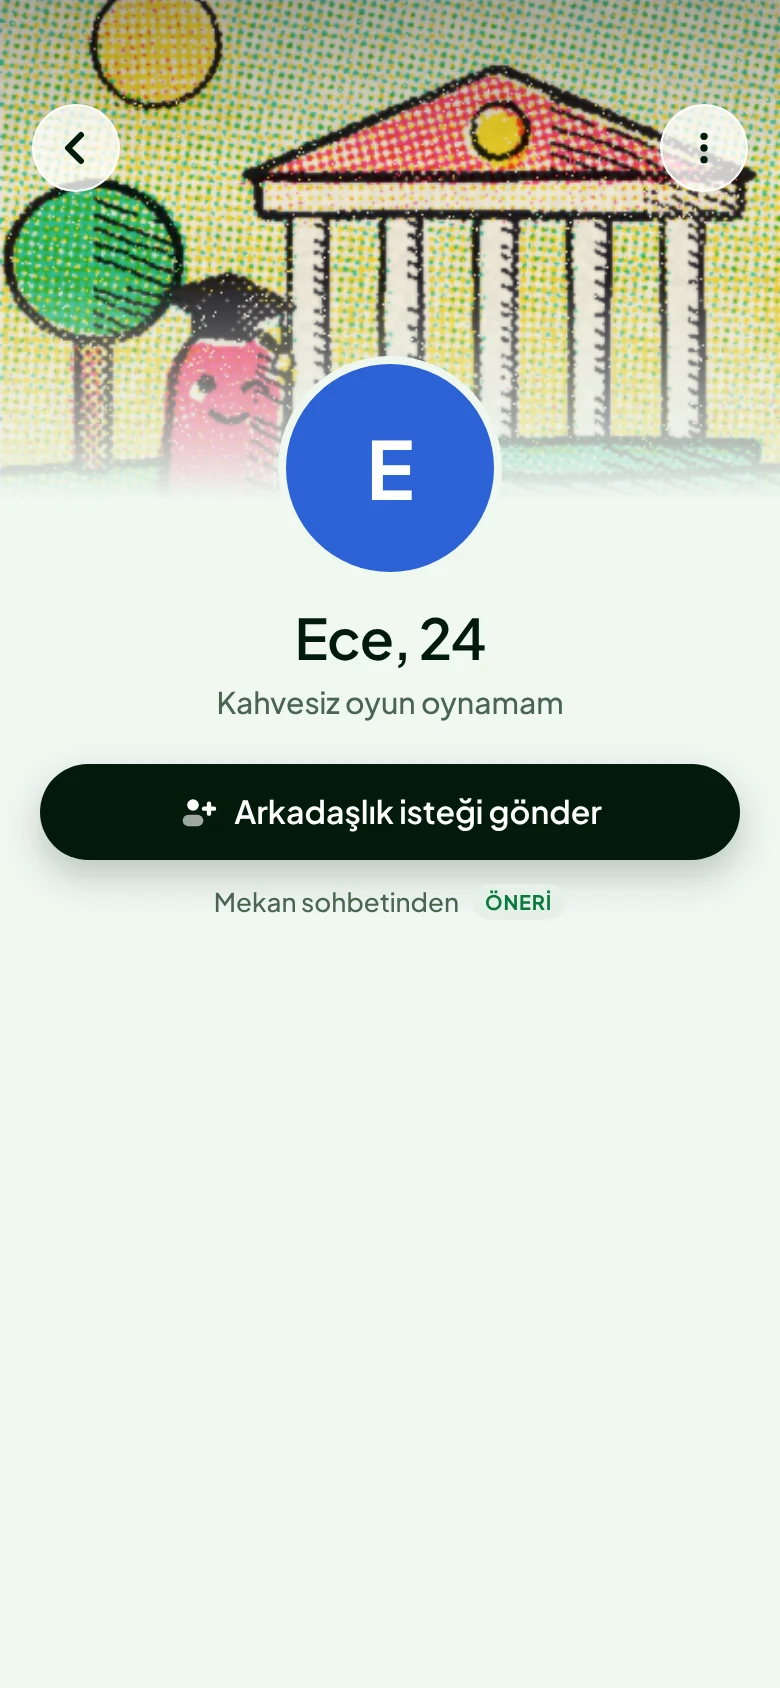 E
Ece, 24
Kahvesiz oyun oynamam
Arkadaşlık isteği gönder
Mekan sohbetinden ÖNERİ